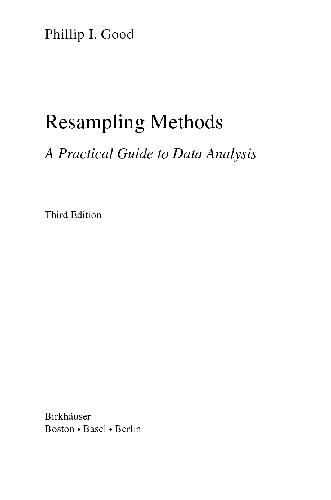 Phillip I. Good
Resampling Methods
A Practical Guide to Data Analysis
Third Edition
Birkhäuser
Boston • Basel • Berlin